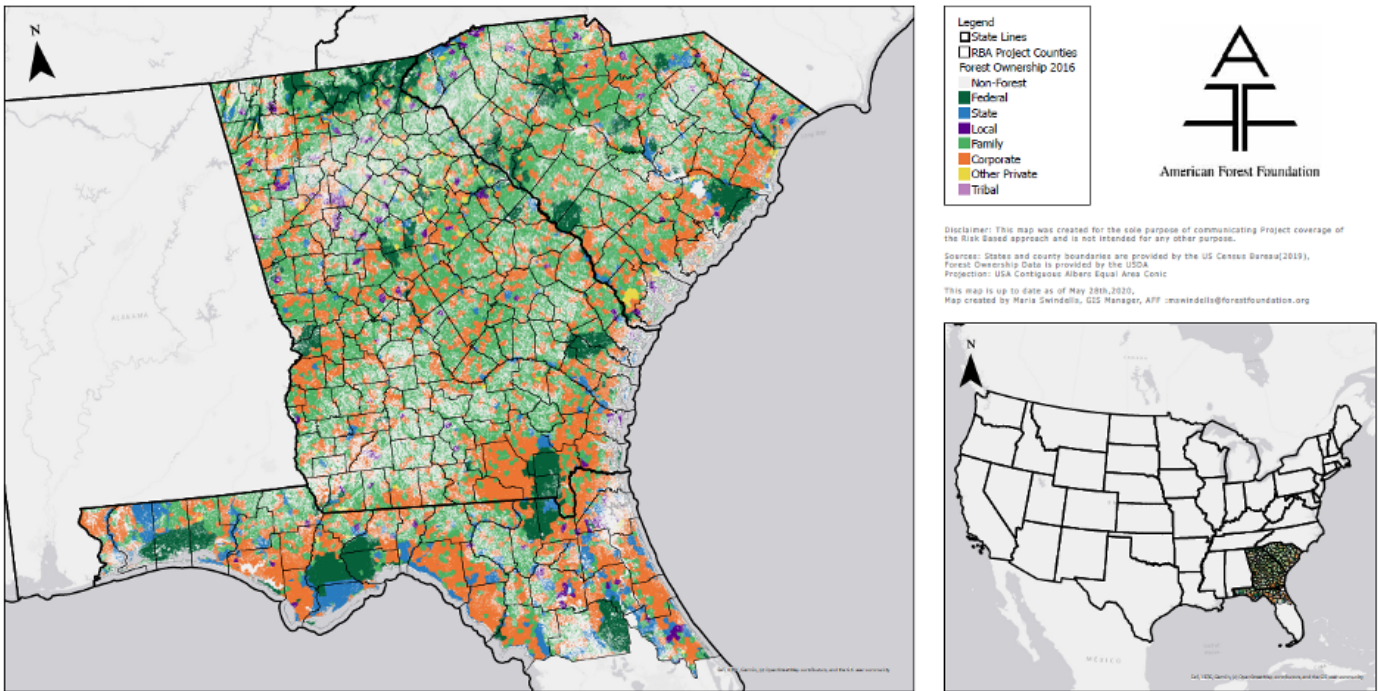 N
ALABAMA
Legend
State Lines
RBA Project Counties
Forest Ownership 2016
Non-Forest
Federal
State
Local
Family
Corporate
Other Private
Tribal
American Forest Foundation
Disclaimer: This map was created for the sole purpose of communicating Project coverage of
the Risk Based approach and is not intended for any other purpose.
Sources: States and county boundaries are provided by the US Census Bureau(2019),
Forest Ownership Data is provided by the USDA
Projection: USA Contiguous Albers Equal Area Conic
This map is up to date as of May 28th,2020,
Map created by Maria Swindells, GIS Manager, AFF :mswindells@forestfoundation.org
N
MÉXICO